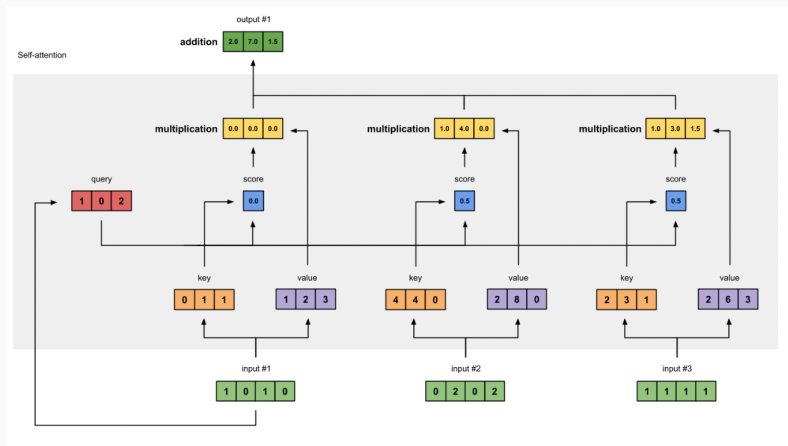 output #1
addition 2.0 7.0 1.5
Self-attention
multiplication 0.0 0.0 0.0
multiplication 1.0 4.0 0.0
multiplication 1.0 3.0 1.5
query
score
score
score
1 0 2
0.0
0.5
0.5
key
value
key
value
key
value
0 1 1
1 2 3
4 4 0
2 8 0
2 3 1
2 6 3
input #1
input #2
input #3
1 0 1 0
0 2 0 2
1 1 1 1